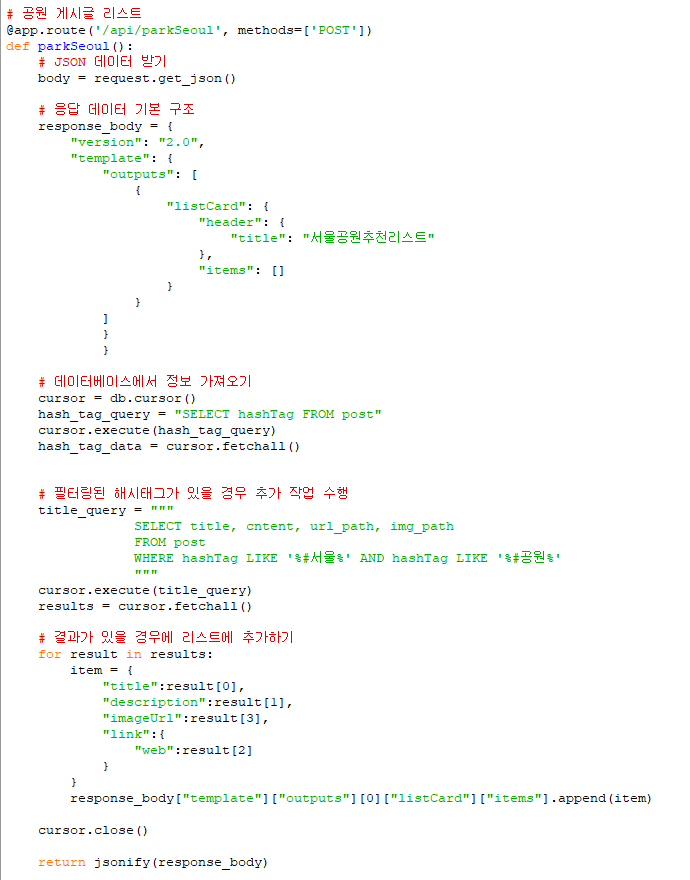 # 공원 게시글 리스트
@app.route('/api/parkSeoul', methods=['POST'])
def parkSeoul():
    # JSON 데이터 받기
    body = request.get_json()

    # 응답 데이터 기본 구조
    response_body = {
        "version": "2.0",
        "template": {
            "outputs": [
                {
                    "listCard": {
                        "header": {
                            "title": "서울공원추천리스트"
                        },
                        "items": []
                    }
                }
            ]
            }
            }

    # 데이터베이스에서 정보 가져오기
    cursor = db.cursor()
    hash_tag_query = "SELECT hashTag FROM post"
    cursor.execute(hash_tag_query)
    hash_tag_data = cursor.fetchall()


    # 필터링된 해시태그가 있을 경우 추가 작업 수행
    title_query = """
                SELECT title, cntent, url_path, img_path
                FROM post
                WHERE hashTag LIKE '%#서울%' AND hashTag LIKE '%#공원%'
                """
    cursor.execute(title_query)
    results = cursor.fetchall()

    # 결과가 있을 경우에 리스트에 추가하기
    for result in results:
        item = {
            "title":result[0],
            "description":result[1],
            "imageUrl":result[3],
            "link":{
                "web":result[2]
            }
        }
        response_body["template"]["outputs"][0]["listCard"]["items"].append(item)

    cursor.close()

    return jsonify(response_body)